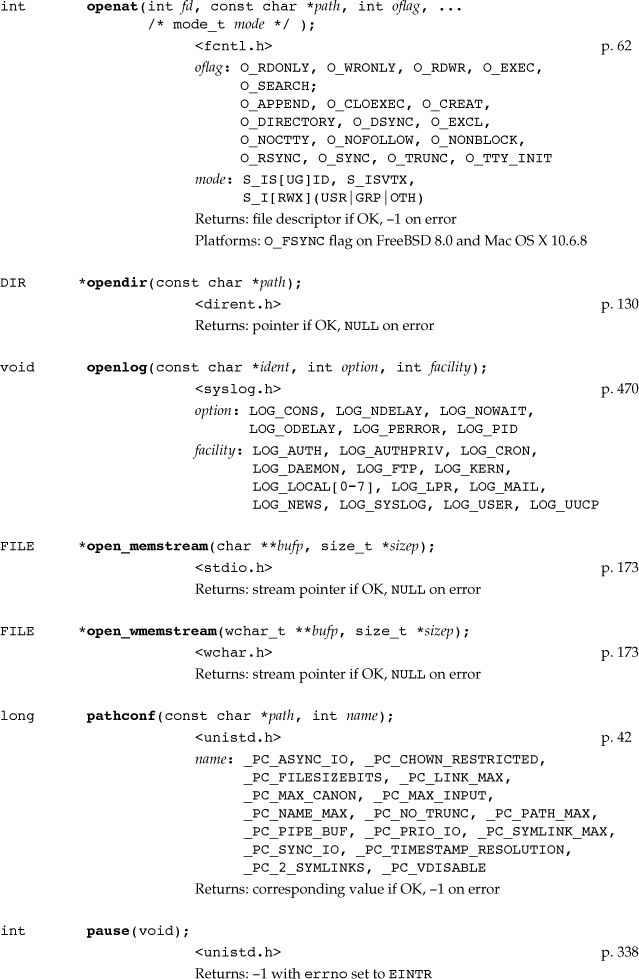 int openat(int fd, const char *path, int oflag, ...
/* mode_t mode */ );
<fcntl.h> p. 62
oflag: O_RDONLY, O_WRONLY, O_RDWR, O_EXEC,
O_SEARCH;
O_APPEND, O_CLOEXEC, O_CREAT,
O_DIRECTORY, O_DSYNC, O_EXCL,
O_NOCTTY, O_NOFOLLOW, O_NONBLOCK,
O_RSYNC, O_SYNC, O_TRUNC, O_TTY_INIT
mode: S_IS[UG]ID, S_ISVTX,
S_I[RWX](USR|GRP|OTH)
Returns: file descriptor if OK, –1 on error
Platforms: O_FSYNC flag on FreeBSD 8.0 and Mac OS X 10.6.8
DIR *opendir(const char *path);
<dirent.h> p. 130
Returns: pointer if OK, NULL on error
void openlog(const char *ident, int option, int facility);
<syslog.h> p. 470
option: LOG_CONS, LOG_NDELAY, LOG_NOWAIT,
LOG_ODELAY, LOG_PERROR, LOG_PID
facility: LOG_AUTH, LOG_AUTHPRIV, LOG_CRON,
LOG_DAEMON, LOG_FTP, LOG_KERN,
LOG_LOCAL[0-7], LOG_LPR, LOG_MAIL,
LOG_NEWS, LOG_SYSLOG, LOG_USER, LOG_UUCP
FILE *open_memstream(char **bufp, size_t *sizep);
<stdio.h> p. 173
Returns: stream pointer if OK, NULL on error
FILE *open_wmemstream(wchar_t **bufp, size_t *sizep);
<wchar.h> p. 173
Returns: stream pointer if OK, NULL on error
long pathconf(const char *path, int name);
<unistd.h> p. 42
name: _PC_ASYNC_IO, _PC_CHOWN_RESTRICTED,
_PC_FILESIZEBITS, _PC_LINK_MAX,
_PC_MAX_CANON, _PC_MAX_INPUT,
_PC_NAME_MAX, _PC_NO_TRUNC, _PC_PATH_MAX,
_PC_PIPE_BUF, _PC_PRIO_IO, _PC_SYMLINK_MAX,
_PC_SYNC_IO, _PC_TIMESTAMP_RESOLUTION,
_PC_2_SYMLINKS, _PC_VDISABLE
Returns: corresponding value if OK, –1 on error
int pause(void);
<unistd.h> p. 338
Returns: –1 with errno set to EINTR